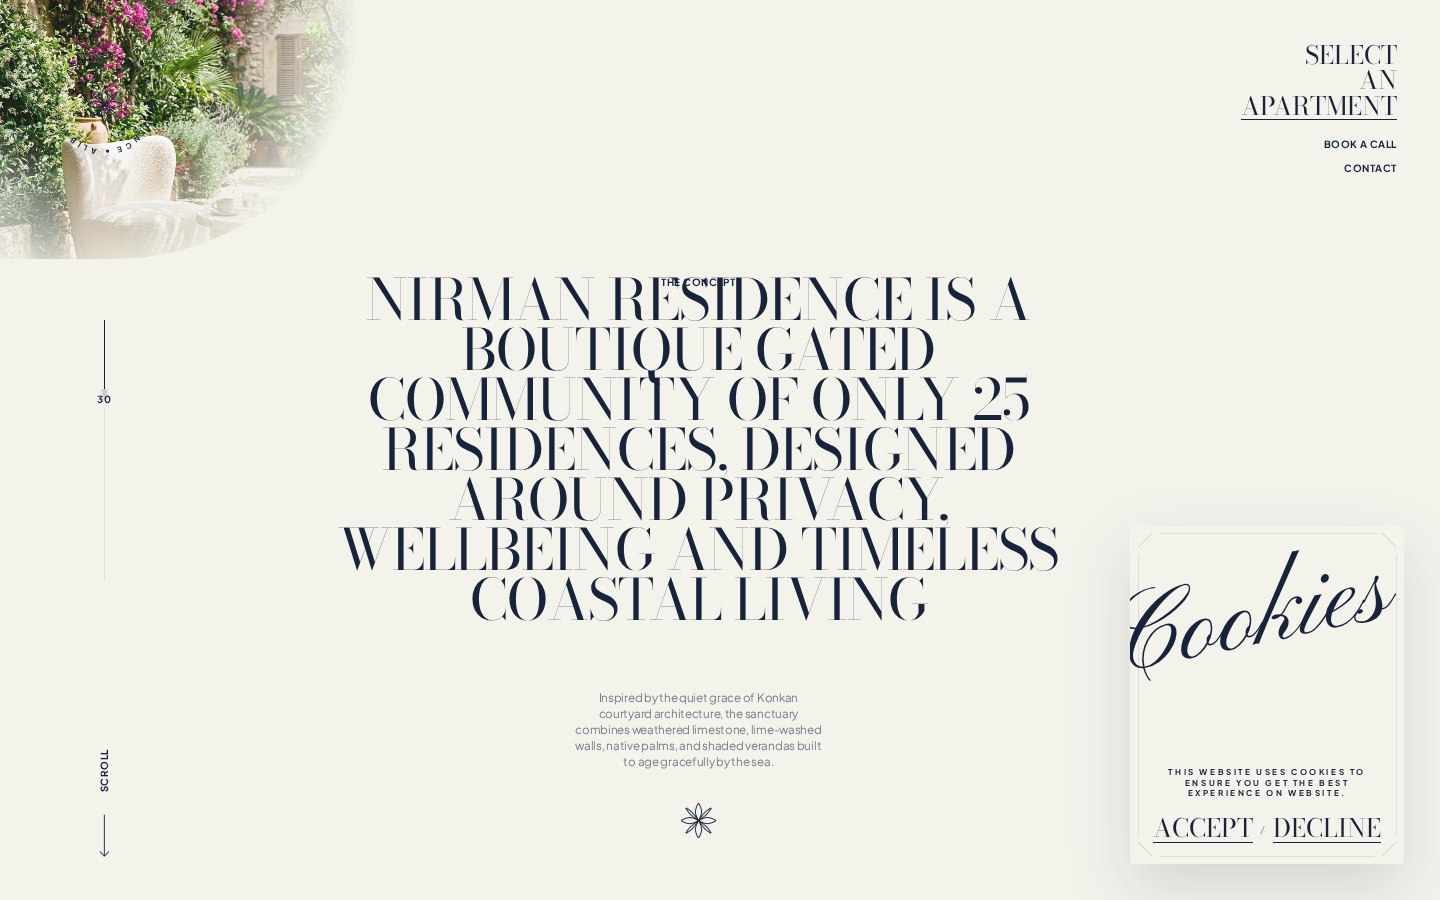 SELECT
AN
APARTMENT
BOOK A CALL
CONTACT
THE CONCEPT
NIRMAN RESIDENCE IS A
BOUTIQUE GATED
COMMUNITY OF ONLY 25
RESIDENCES. DESIGNED
AROUND PRIVACY.
WELLBEING AND TIMELESS
COASTAL LIVING
30
Inspired by the quiet grace of Konkan
courtyard architecture, the sanctuary
combines weathered limestone, lime-washed
walls, native palms, and shaded verandas built
to age gracefully by the sea.
SCROLL
Cookies
THIS WEBSITE USES COOKIES TO
ENSURE YOU GET THE BEST
EXPERIENCE ON WEBSITE.
ACCEPT / DECLINE